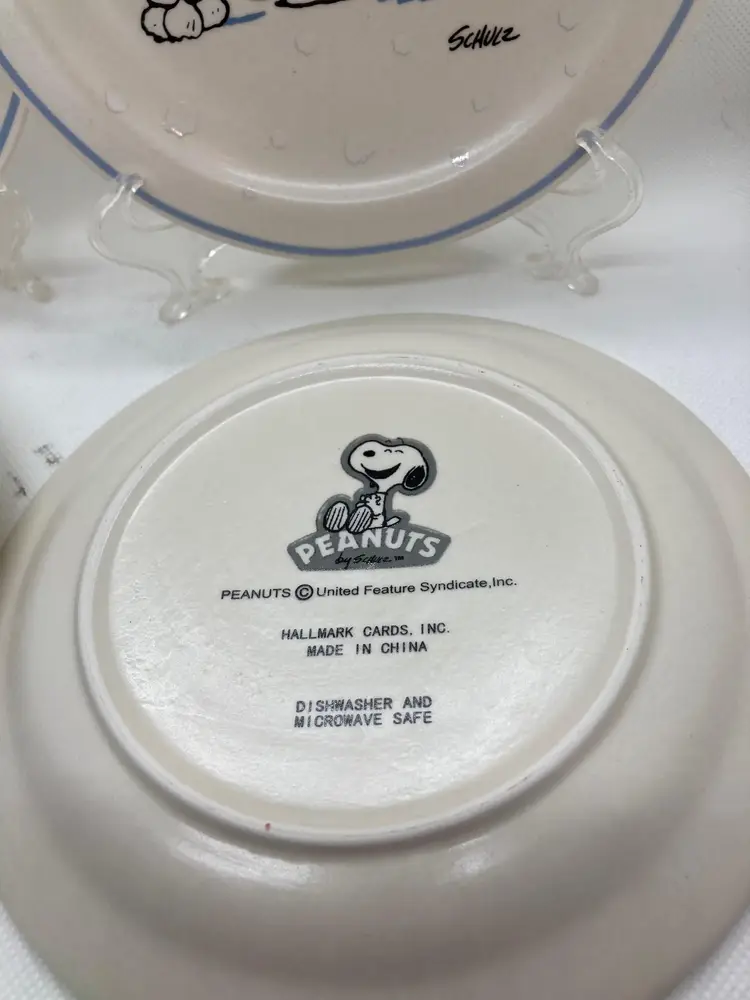 SCHULZ
PEANUTS
by SCHULZ ™
PEANUTS © United Feature Syndicate,Inc.
HALLMARK CARDS, INC.
MADE IN CHINA
DISHWASHER AND
MICROWAVE SAFE